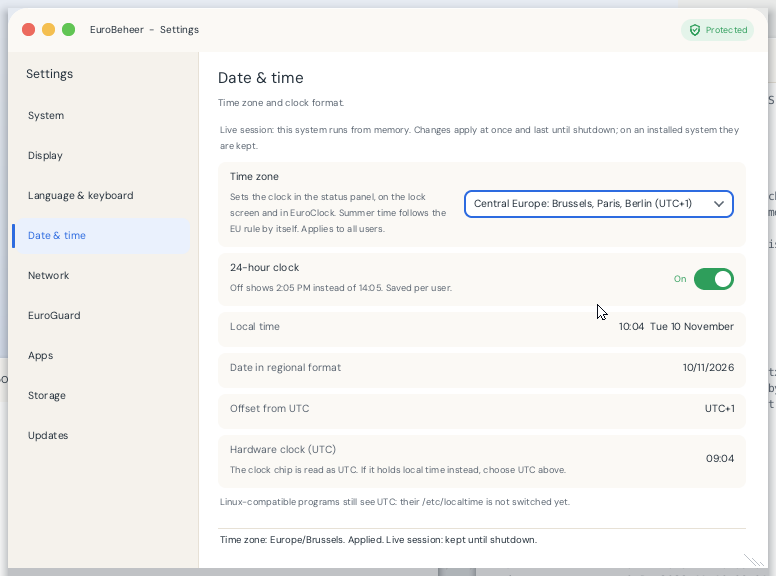 EuroBeheer - Settings
Protected
Settings
System
Display
Language & keyboard
Date & time
Network
EuroGuard
Apps
Storage
Updates
Date & time
Time zone and clock format.
Live session: this system runs from memory. Changes apply at once and last until shutdown; on an installed system they
are kept.
Time zone
Sets the clock in the status panel, on the lock
screen and in EuroClock. Summer time follows the
EU rule by itself. Applies to all users.
Central Europe: Brussels, Paris, Berlin (UTC+1)
24-hour clock
Off shows 2:05 PM instead of 14:05. Saved per user.
On
Local time
10:04 Tue 10 November
Date in regional format
10/11/2026
Offset from UTC
UTC+1
Hardware clock (UTC)
The clock chip is read as UTC. If it holds local time instead, choose UTC above.
09:04
Linux-compatible programs still see UTC: their /etc/localtime is not switched yet.
Time zone: Europe/Brussels. Applied. Live session: kept until shutdown.